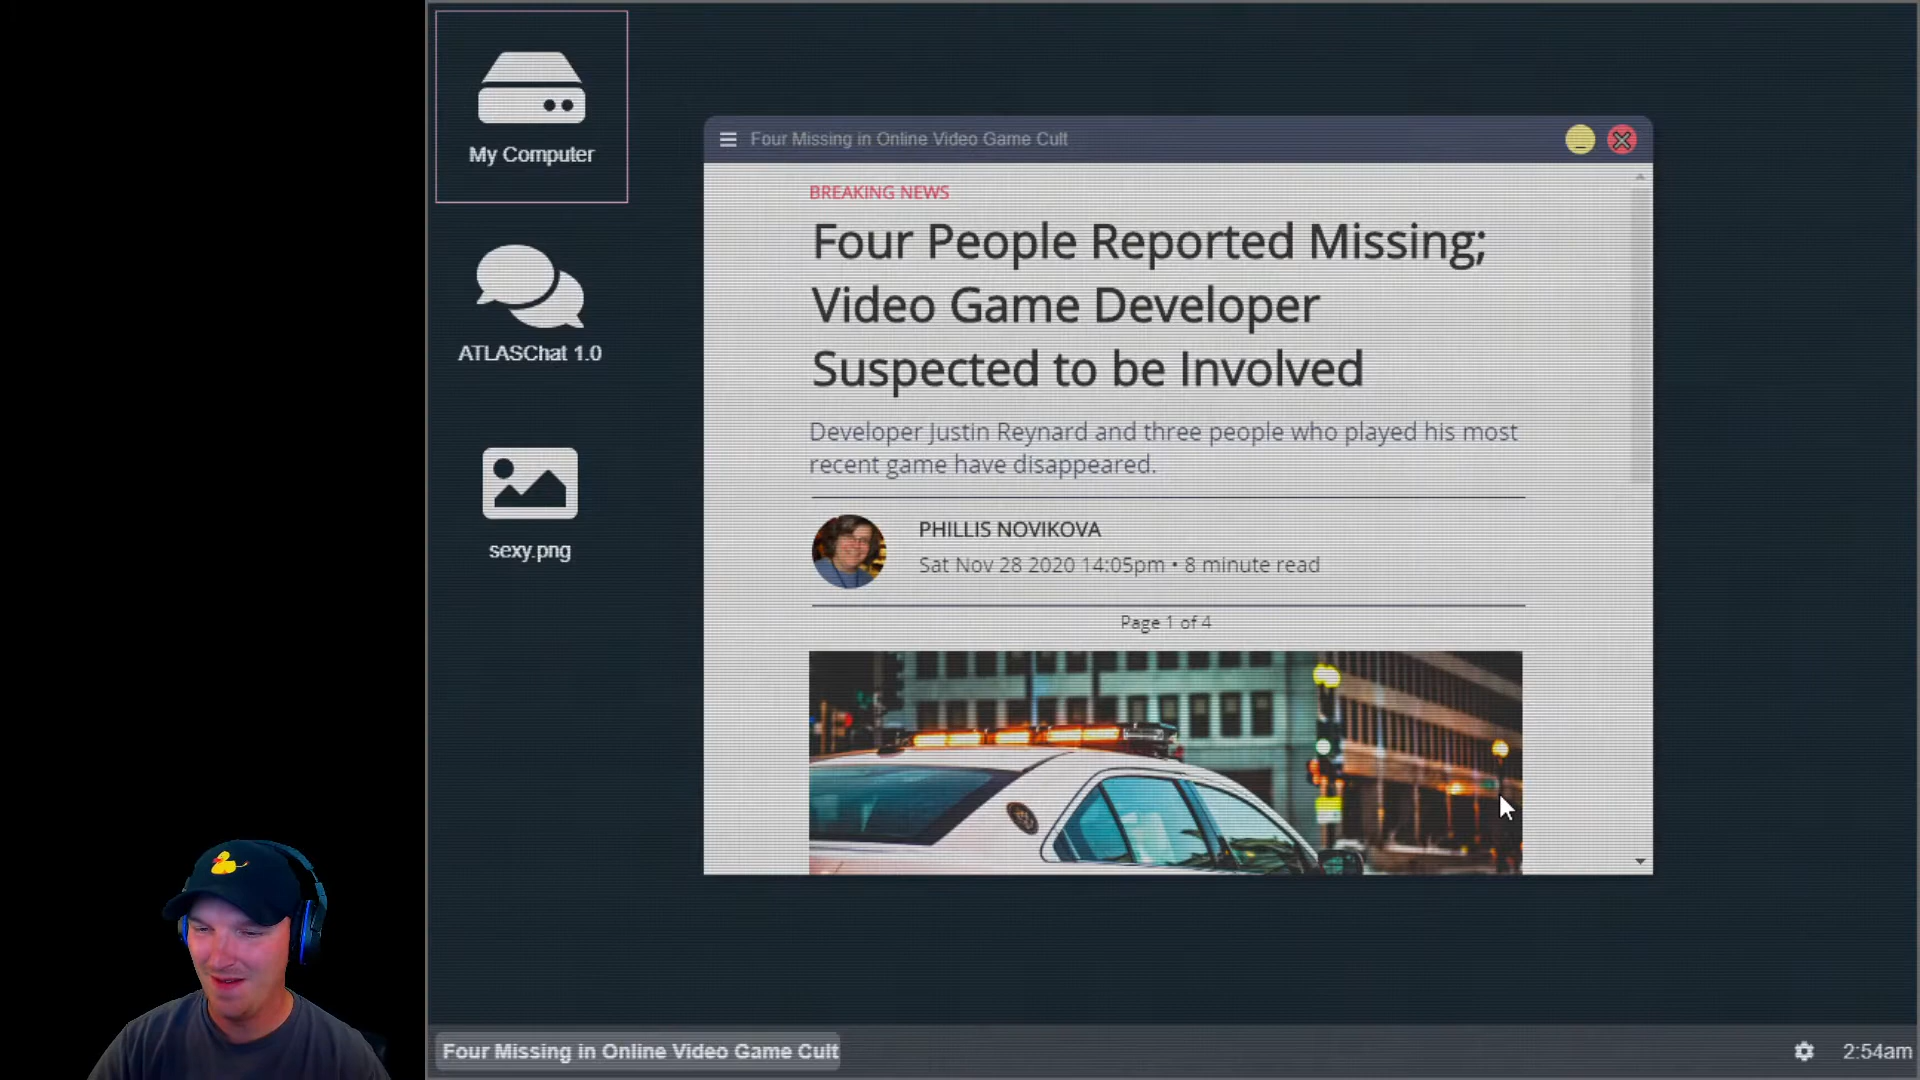 My Computer
ATLASChat 1.0
sexy.png
Four Missing in Online Video Game Cult
BREAKING NEWS
Four People Reported Missing;
Video Game Developer
Suspected to be Involved
Developer Justin Reynard and three people who played his most
recent game have disappeared.
PHILLIS NOVIKOVA
Sat Nov 28 2020 14:05pm • 8 minute read
Page 1 of 4
Four Missing in Online Video Game Cult
2:54am